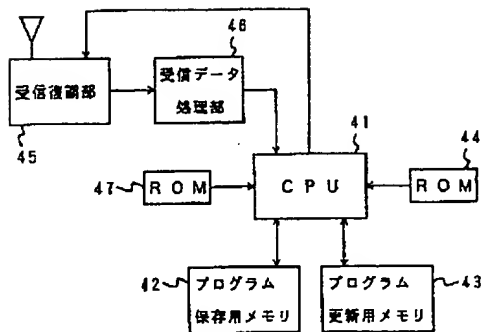 46
受信復調部
受信データ
処理部
45
41
44
47
ROM
CPU
ROM
42
プログラム
保存用メモリ
プログラム
更新用メモリ
43